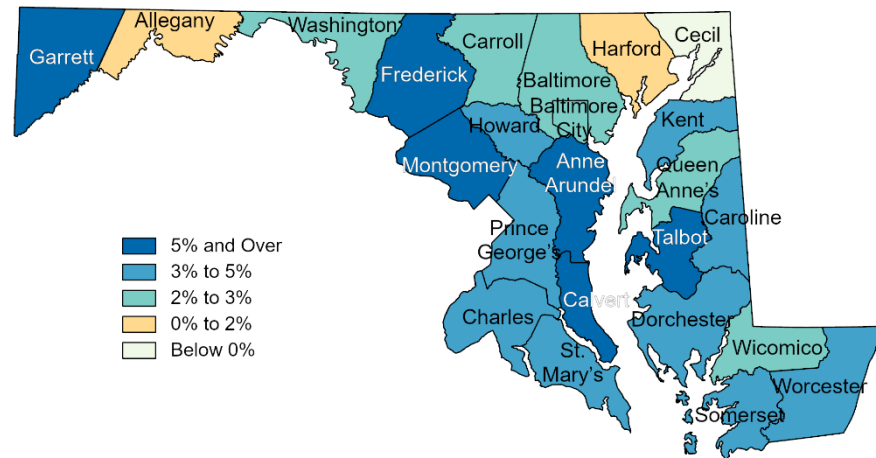 Allegany
Washington
Cecil
Garrett
Carroll
Harford
Frederick
Baltimore
Baltimore
City
Howard
Kent
Montgomery
Anne
Arundel
Queen
Anne's
Caroline
Prince
George's
Talbot
5% and Over
3% to 5%
2% to 3%
0% to 2%
Below 0%
Calvert
Charles
Dorchester
St.
Mary's
Wicomico
Worcester
Somerset